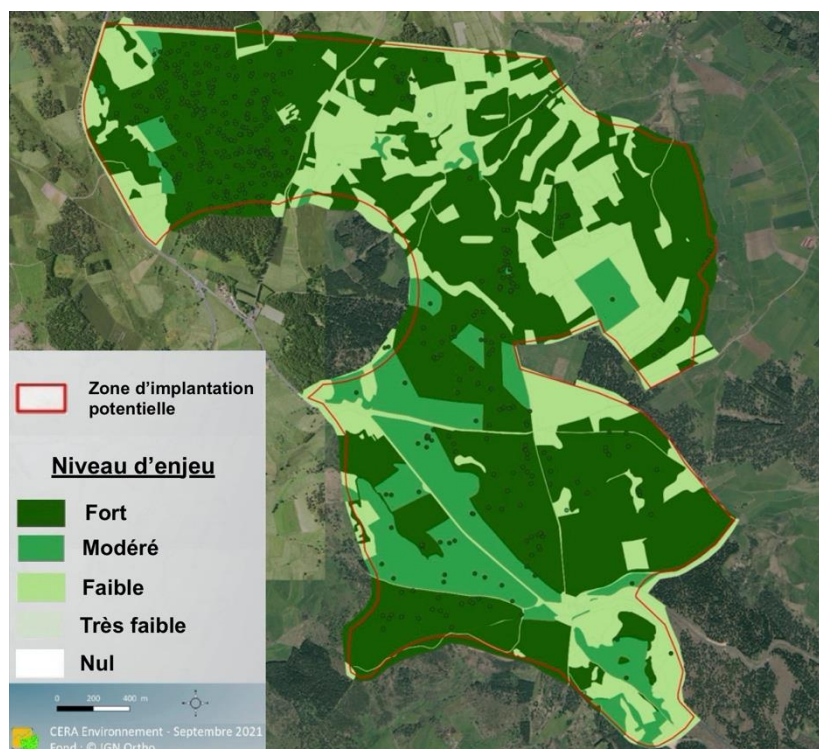 Zone d'implantation
potentielle
Niveau d'enjeu
Fort
Modéré
Faible
Très faible
Nul
0 200 400 m
CERA Environnement - Septembre 2021
Fond : © IGN Ortho